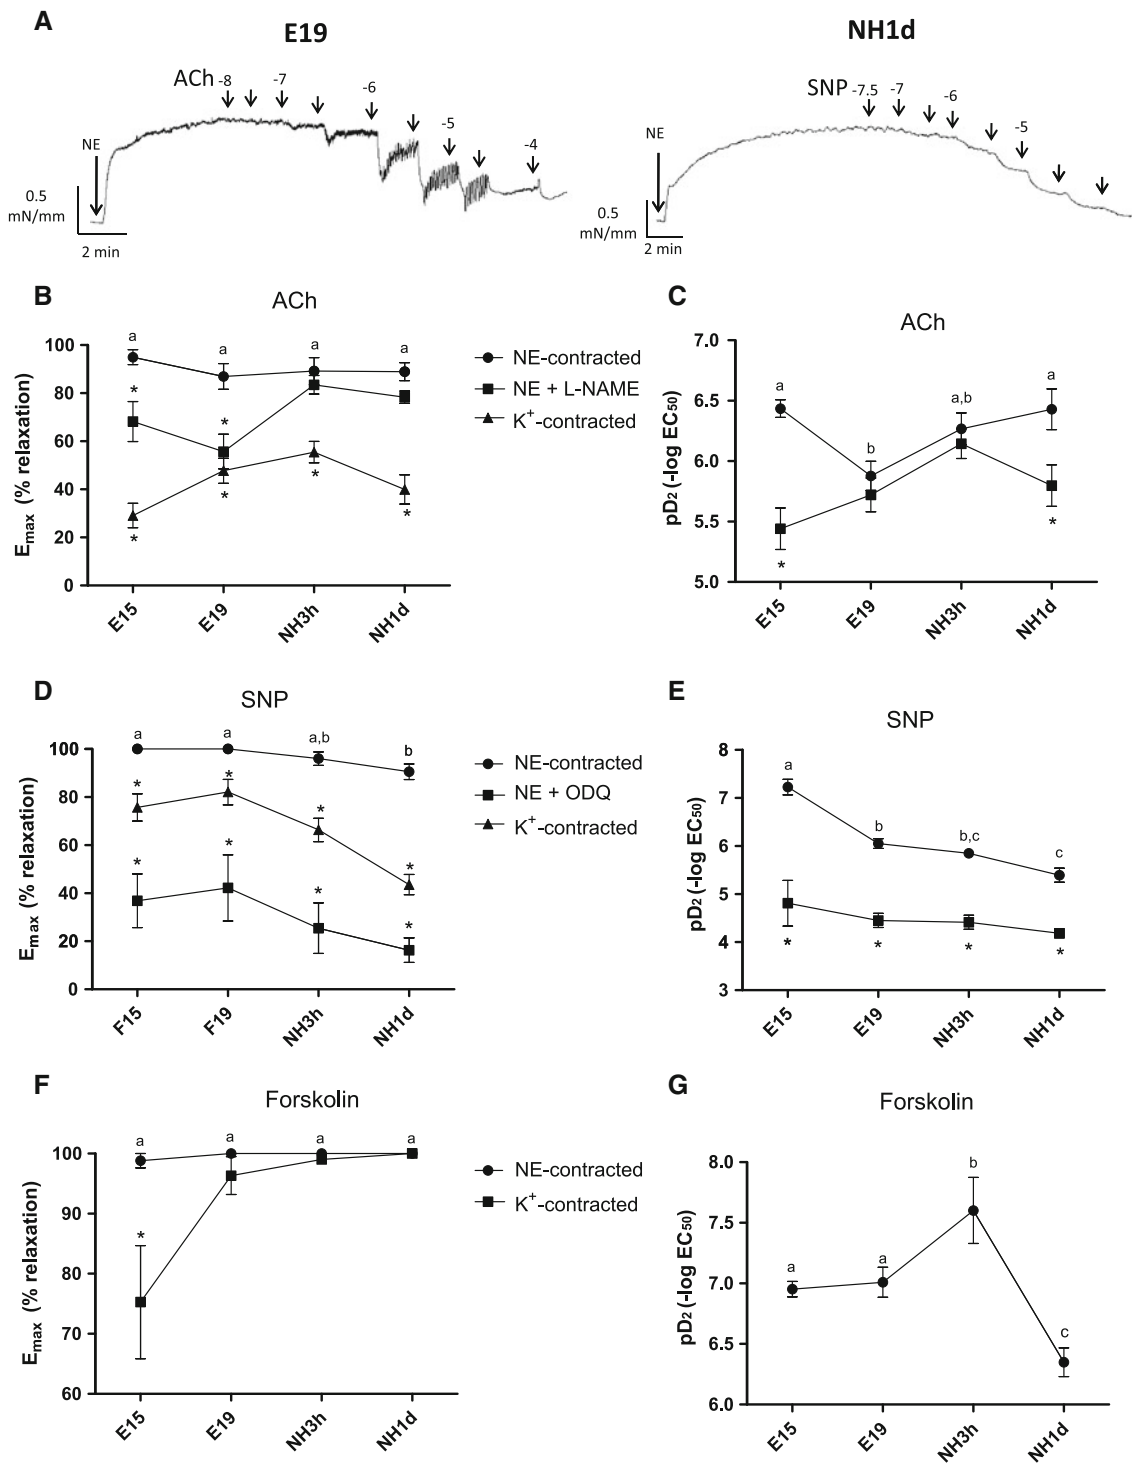 A
E19
NH1d
ACh -8 -7 -6 -5 -4
NE
0.5
mN/mm
2 min
SNP -7.5 -7 -6 -5
NE
0.5
mN/mm
2 min
B
ACh
Emax (% relaxation)
100
80
60
40
20
0
a a a a
* *
* * * *
E15 E19 NH3h NH1d
NE-contracted
NE + L-NAME
K+-contracted
C
ACh
pD2 (-log EC50)
7.0
6.5
6.0
5.5
5.0
a b a,b a
* *
E15 E19 NH3h NH1d
D
SNP
Emax (% relaxation)
100
80
60
40
20
0
a a a,b b
* * * *
* * * *
F15 F19 NH3h NH1d
NE-contracted
NE + ODQ
K+-contracted
E
SNP
pD2 (-log EC50)
8
7
6
5
4
3
a b b,c c
* * * *
E15 E19 NH3h NH1d
F
Forskolin
Emax (% relaxation)
100
90
80
70
60
a a a a
*
E15 E19 NH3h NH1d
NE-contracted
K+-contracted
G
Forskolin
pD2 (-log EC50)
8.0
7.5
7.0
6.5
6.0
a a b c
E15 E19 NH3h NH1d